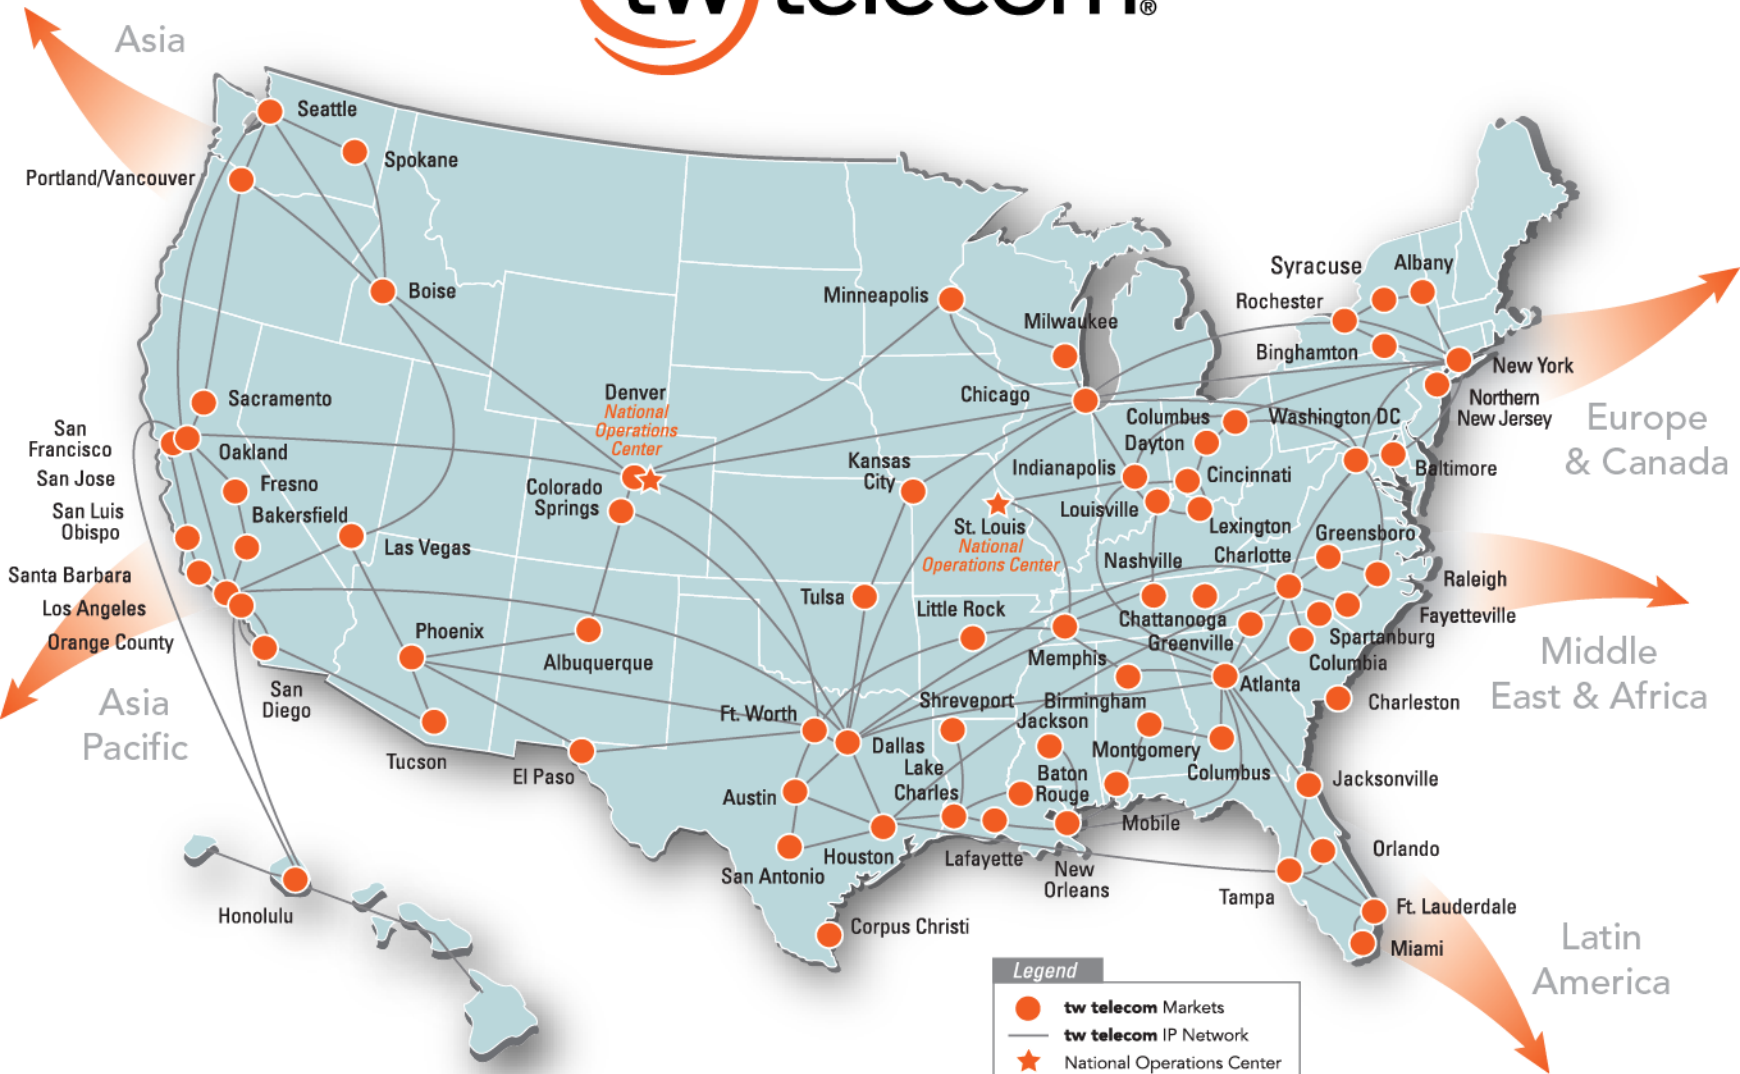 tw telecom®
Asia
Seattle
Spokane
Portland/Vancouver
Boise
Minneapolis
Milwaukee
Syracuse
Albany
Rochester
Binghamton
New York
Northern
New Jersey
Europe
& Canada
Denver
National
Operations
Center
Chicago
Columbus
Washington DC
Dayton
Baltimore
Sacramento
San
Francisco
Oakland
San Jose
Fresno
San Luis
Obispo
Bakersfield
Las Vegas
Colorado
Springs
Kansas
City
Indianapolis
Cincinnati
Louisville
Lexington
St. Louis
National
Operations Center
Greensboro
Charlotte
Nashville
Raleigh
Fayetteville
Santa Barbara
Los Angeles
Orange County
Phoenix
Albuquerque
Tulsa
Little Rock
Chattanooga
Greenville
Spartanburg
Columbia
Memphis
Middle
East & Africa
Asia
Pacific
San
Diego
Tucson
El Paso
Ft. Worth
Dallas
Shreveport
Birmingham
Jackson
Atlanta
Charleston
Montgomery
Columbus
Lake
Charles
Baton
Rouge
Jacksonville
Austin
Mobile
Houston
San Antonio
Lafayette
New
Orleans
Orlando
Tampa
Honolulu
Corpus Christi
Ft. Lauderdale
Miami
Latin
America
Legend
tw telecom Markets
tw telecom IP Network
National Operations Center